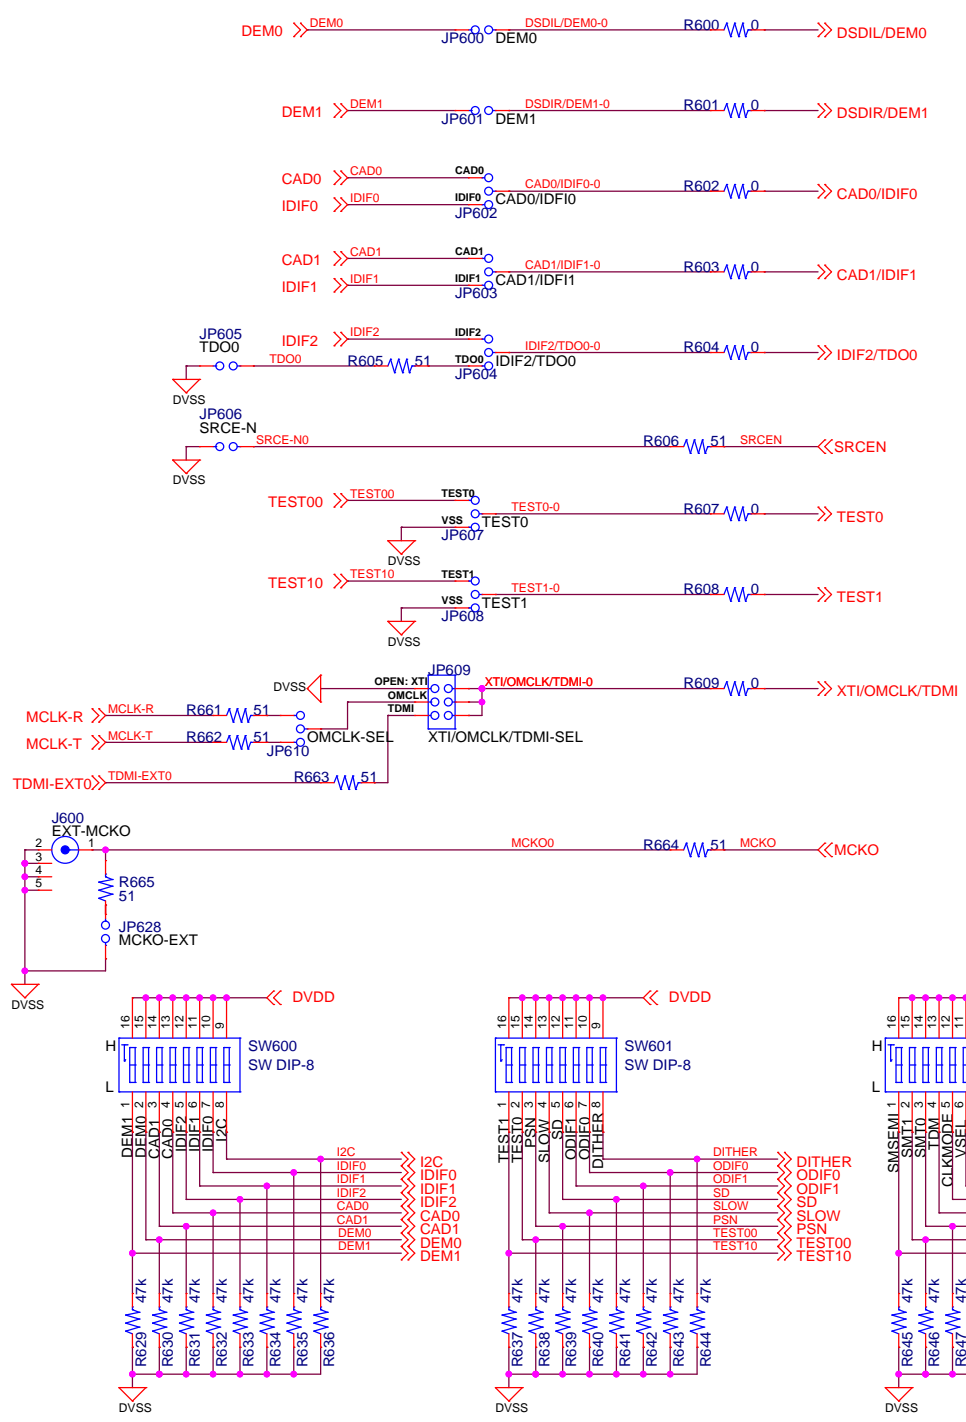 DEM0 DEM0 JP600 DEM0 DSDIL/DEM0-0 R600 0 DSDIL/DEM0
DEM1 DEM1 JP601 DEM1 DSDIR/DEM1-0 R601 0 DSDIR/DEM1
CAD0 CAD0 CAD0
IDIF0 IDIF0 IDIF0 JP602 CAD0/IDFI0 CAD0/IDIF0-0 R602 0 CAD0/IDIF0
CAD1 CAD1 CAD1
IDIF1 IDIF1 IDIF1 JP603 CAD1/IDFI1 CAD1/IDIF1-0 R603 0 CAD1/IDIF1
IDIF2 IDIF2 IDIF2
JP605
TDO0
TDO0 R605 51 TDO0 JP604 IDIF2/TDO0 IDIF2/TDO0-0 R604 0 IDIF2/TDO0
DVSS
JP606
SRCE-N
SRCE-N0 R606 51 SRCEN SRCEN
DVSS
TEST00 TEST00 TEST0
VSS JP607 TEST0 TEST0-0 R607 0 TEST0
DVSS
TEST10 TEST10 TEST1
VSS JP608 TEST1 TEST1-0 R608 0 TEST1
DVSS
JP609
DVSS OPEN: XTI XTI/OMCLK/TDMI-0 R609 0 XTI/OMCLK/TDMI
OMCLK
TDMI
MCLK-R MCLK-R R661 51
OMCLK-SEL XTI/OMCLK/TDMI-SEL
MCLK-T MCLK-T R662 51 JP610
TDMI-EXT0 TDMI-EXT0 R663 51
J600
EXT-MCKO
2 1 MCKO0 R664 51 MCKO MCKO
3
4
5
R665
51
JP628
MCKO-EXT
DVSS
DVDD
16 15 14 13 12 11 10 9
H
L
SW600
SW DIP-8
1 2 3 4 5 6 7 8
DEM1 DEM0 CAD1 CAD0 IDIF2 IDIF1 IDIF0 I2C
I2C I2C
IDIF0 IDIF0
IDIF1 IDIF1
IDIF2 IDIF2
CAD0 CAD0
CAD1 CAD1
DEM0 DEM0
DEM1 DEM1
47k 47k 47k 47k 47k 47k 47k 47k
R629 R630 R631 R632 R633 R634 R635 R636
DVSS
DVDD
16 15 14 13 12 11 10 9
SW601
SW DIP-8
1 2 3 4 5 6 7 8
TEST1 TEST0 PSN SLOW SD ODIF1 ODIF0 DITHER
DITHER DITHER
ODIF0 ODIF0
ODIF1 ODIF1
SD SD
SLOW SLOW
PSN PSN
TEST00 TEST00
TEST10 TEST10
47k 47k 47k 47k 47k 47k 47k 47k
R637 R638 R639 R640 R641 R642 R643 R644
DVSS
16 15 14 13 12 11
H
L
1 2 3 4 5 6
SMSEMI SMT1 SMT0 TDM CLKMODE VSEL
47k 47k 47k
R645 R646 R647
DVSS